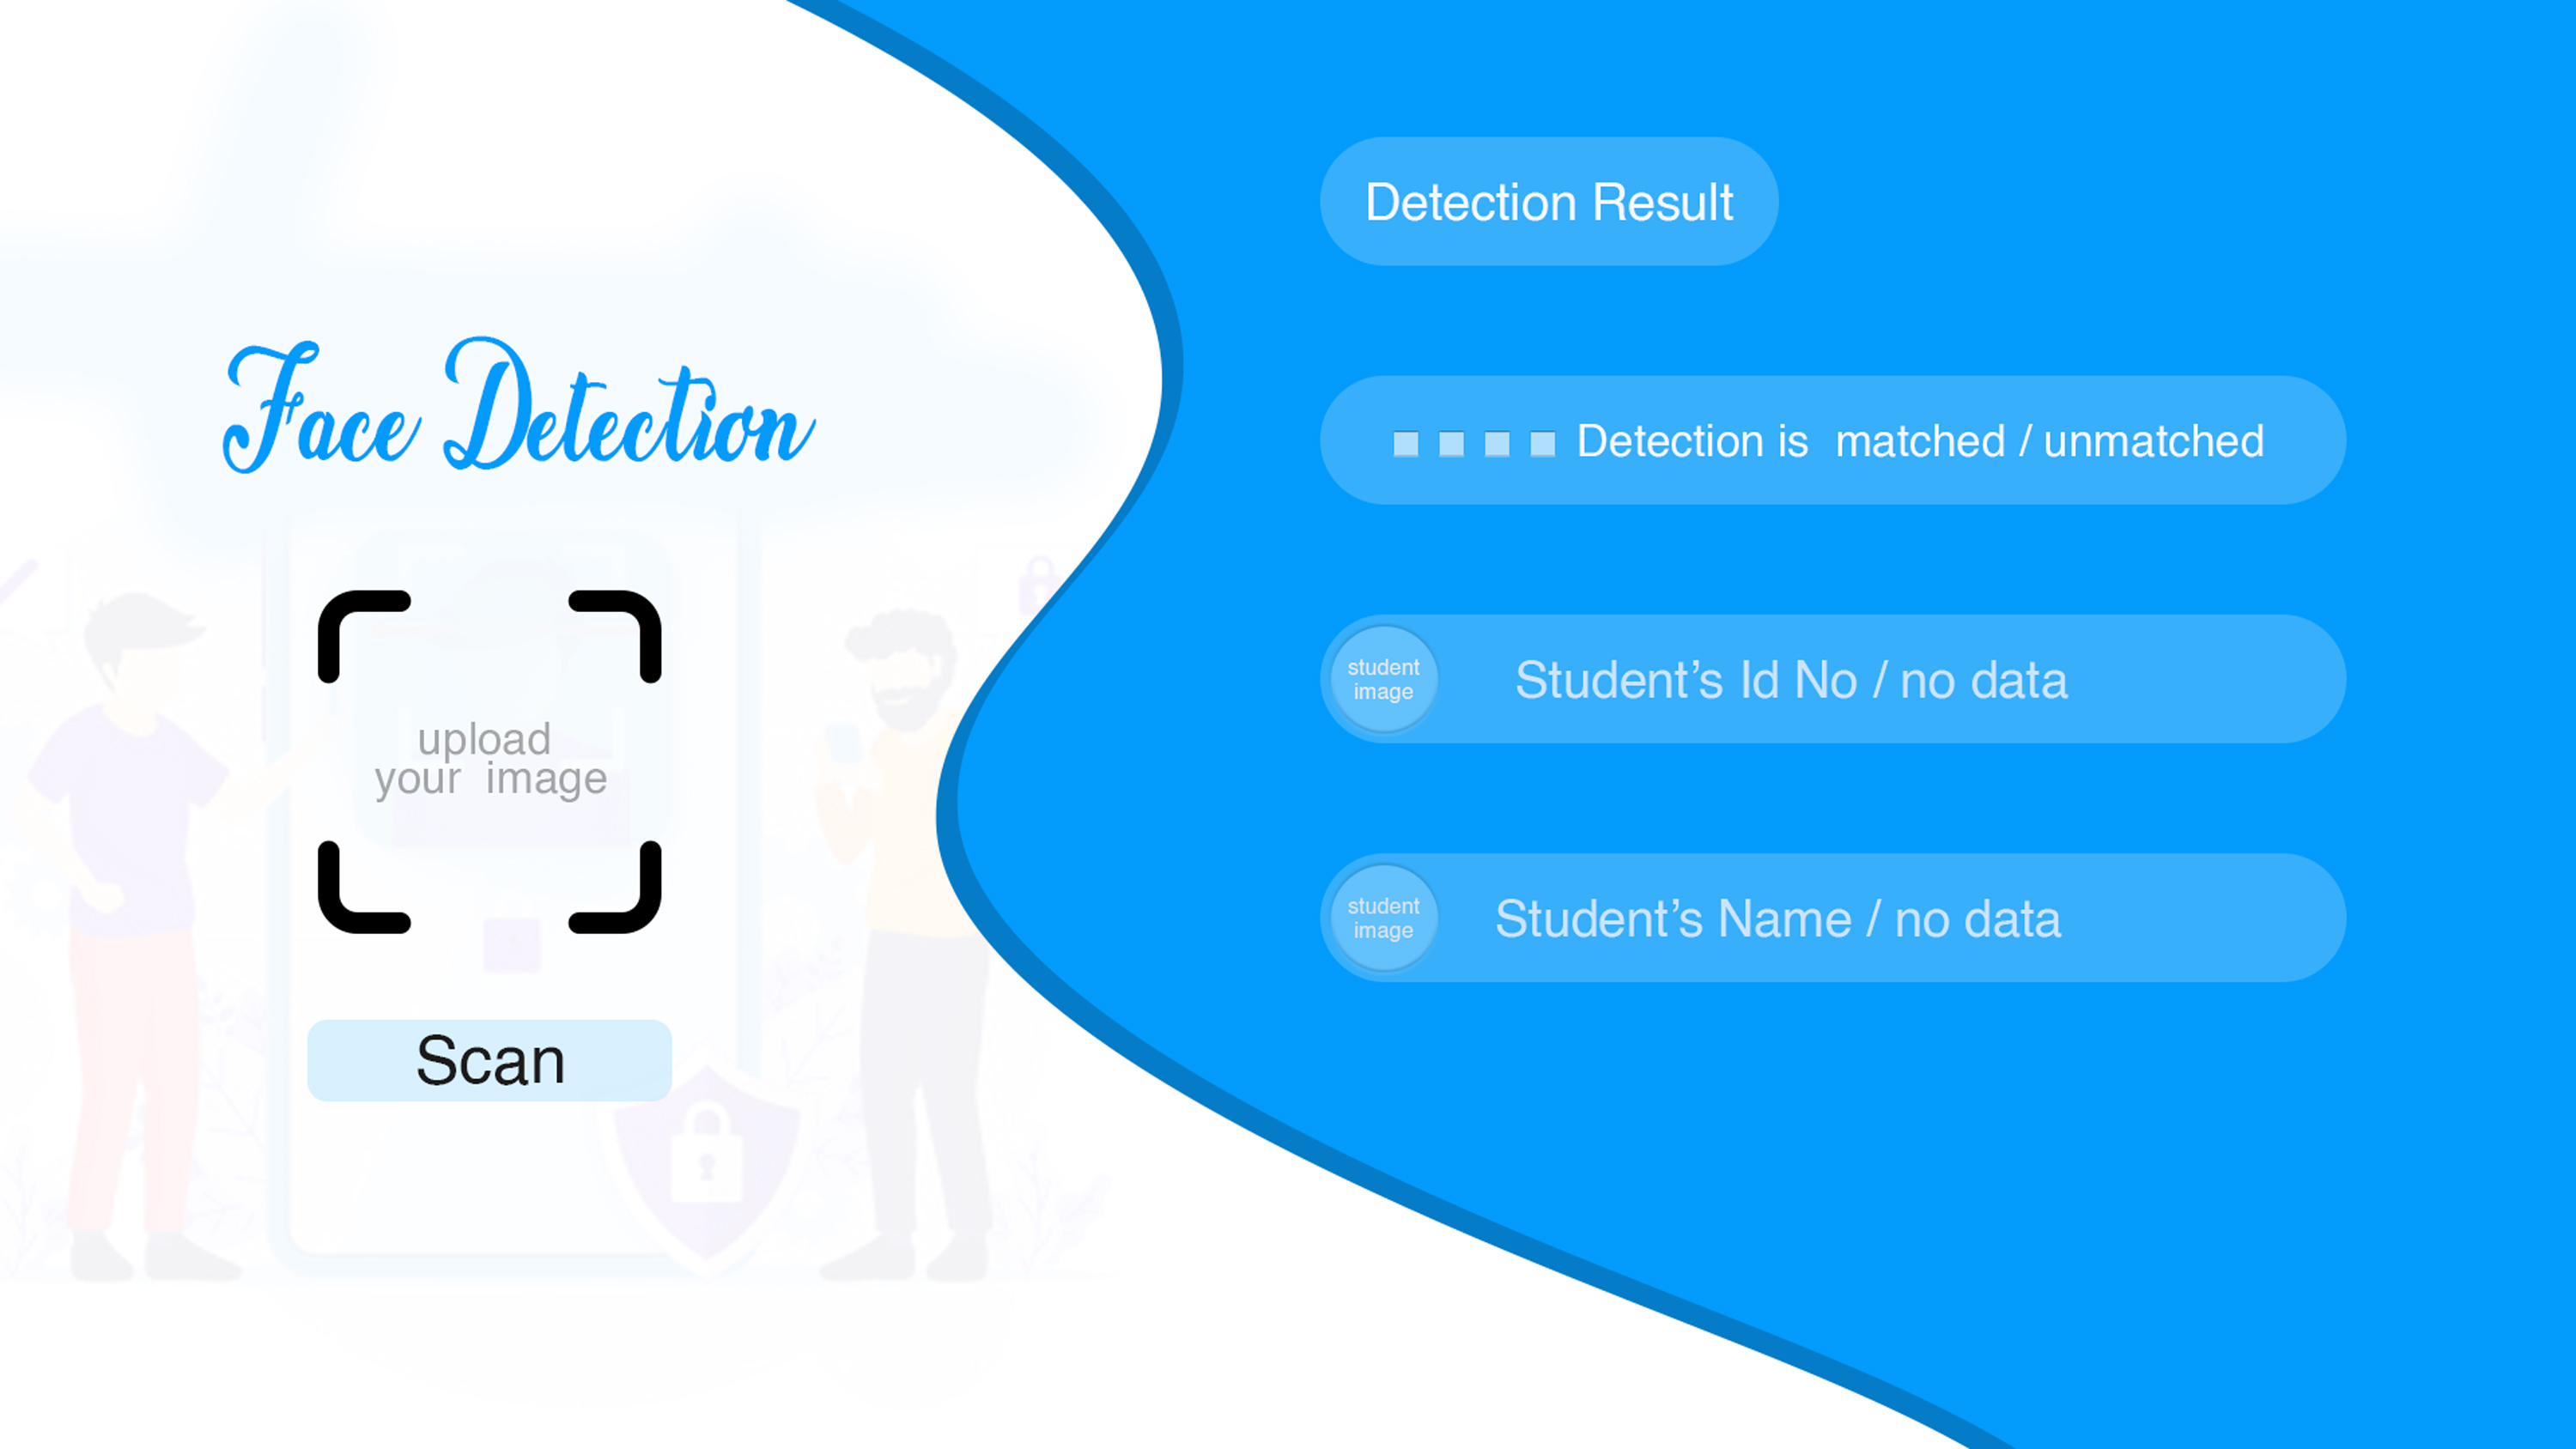 Face Detection
upload
your image
Scan
Detection Result
Detection is matched / unmatched
student
image
Student’s Id No / no data
student
image
Student’s Name / no data